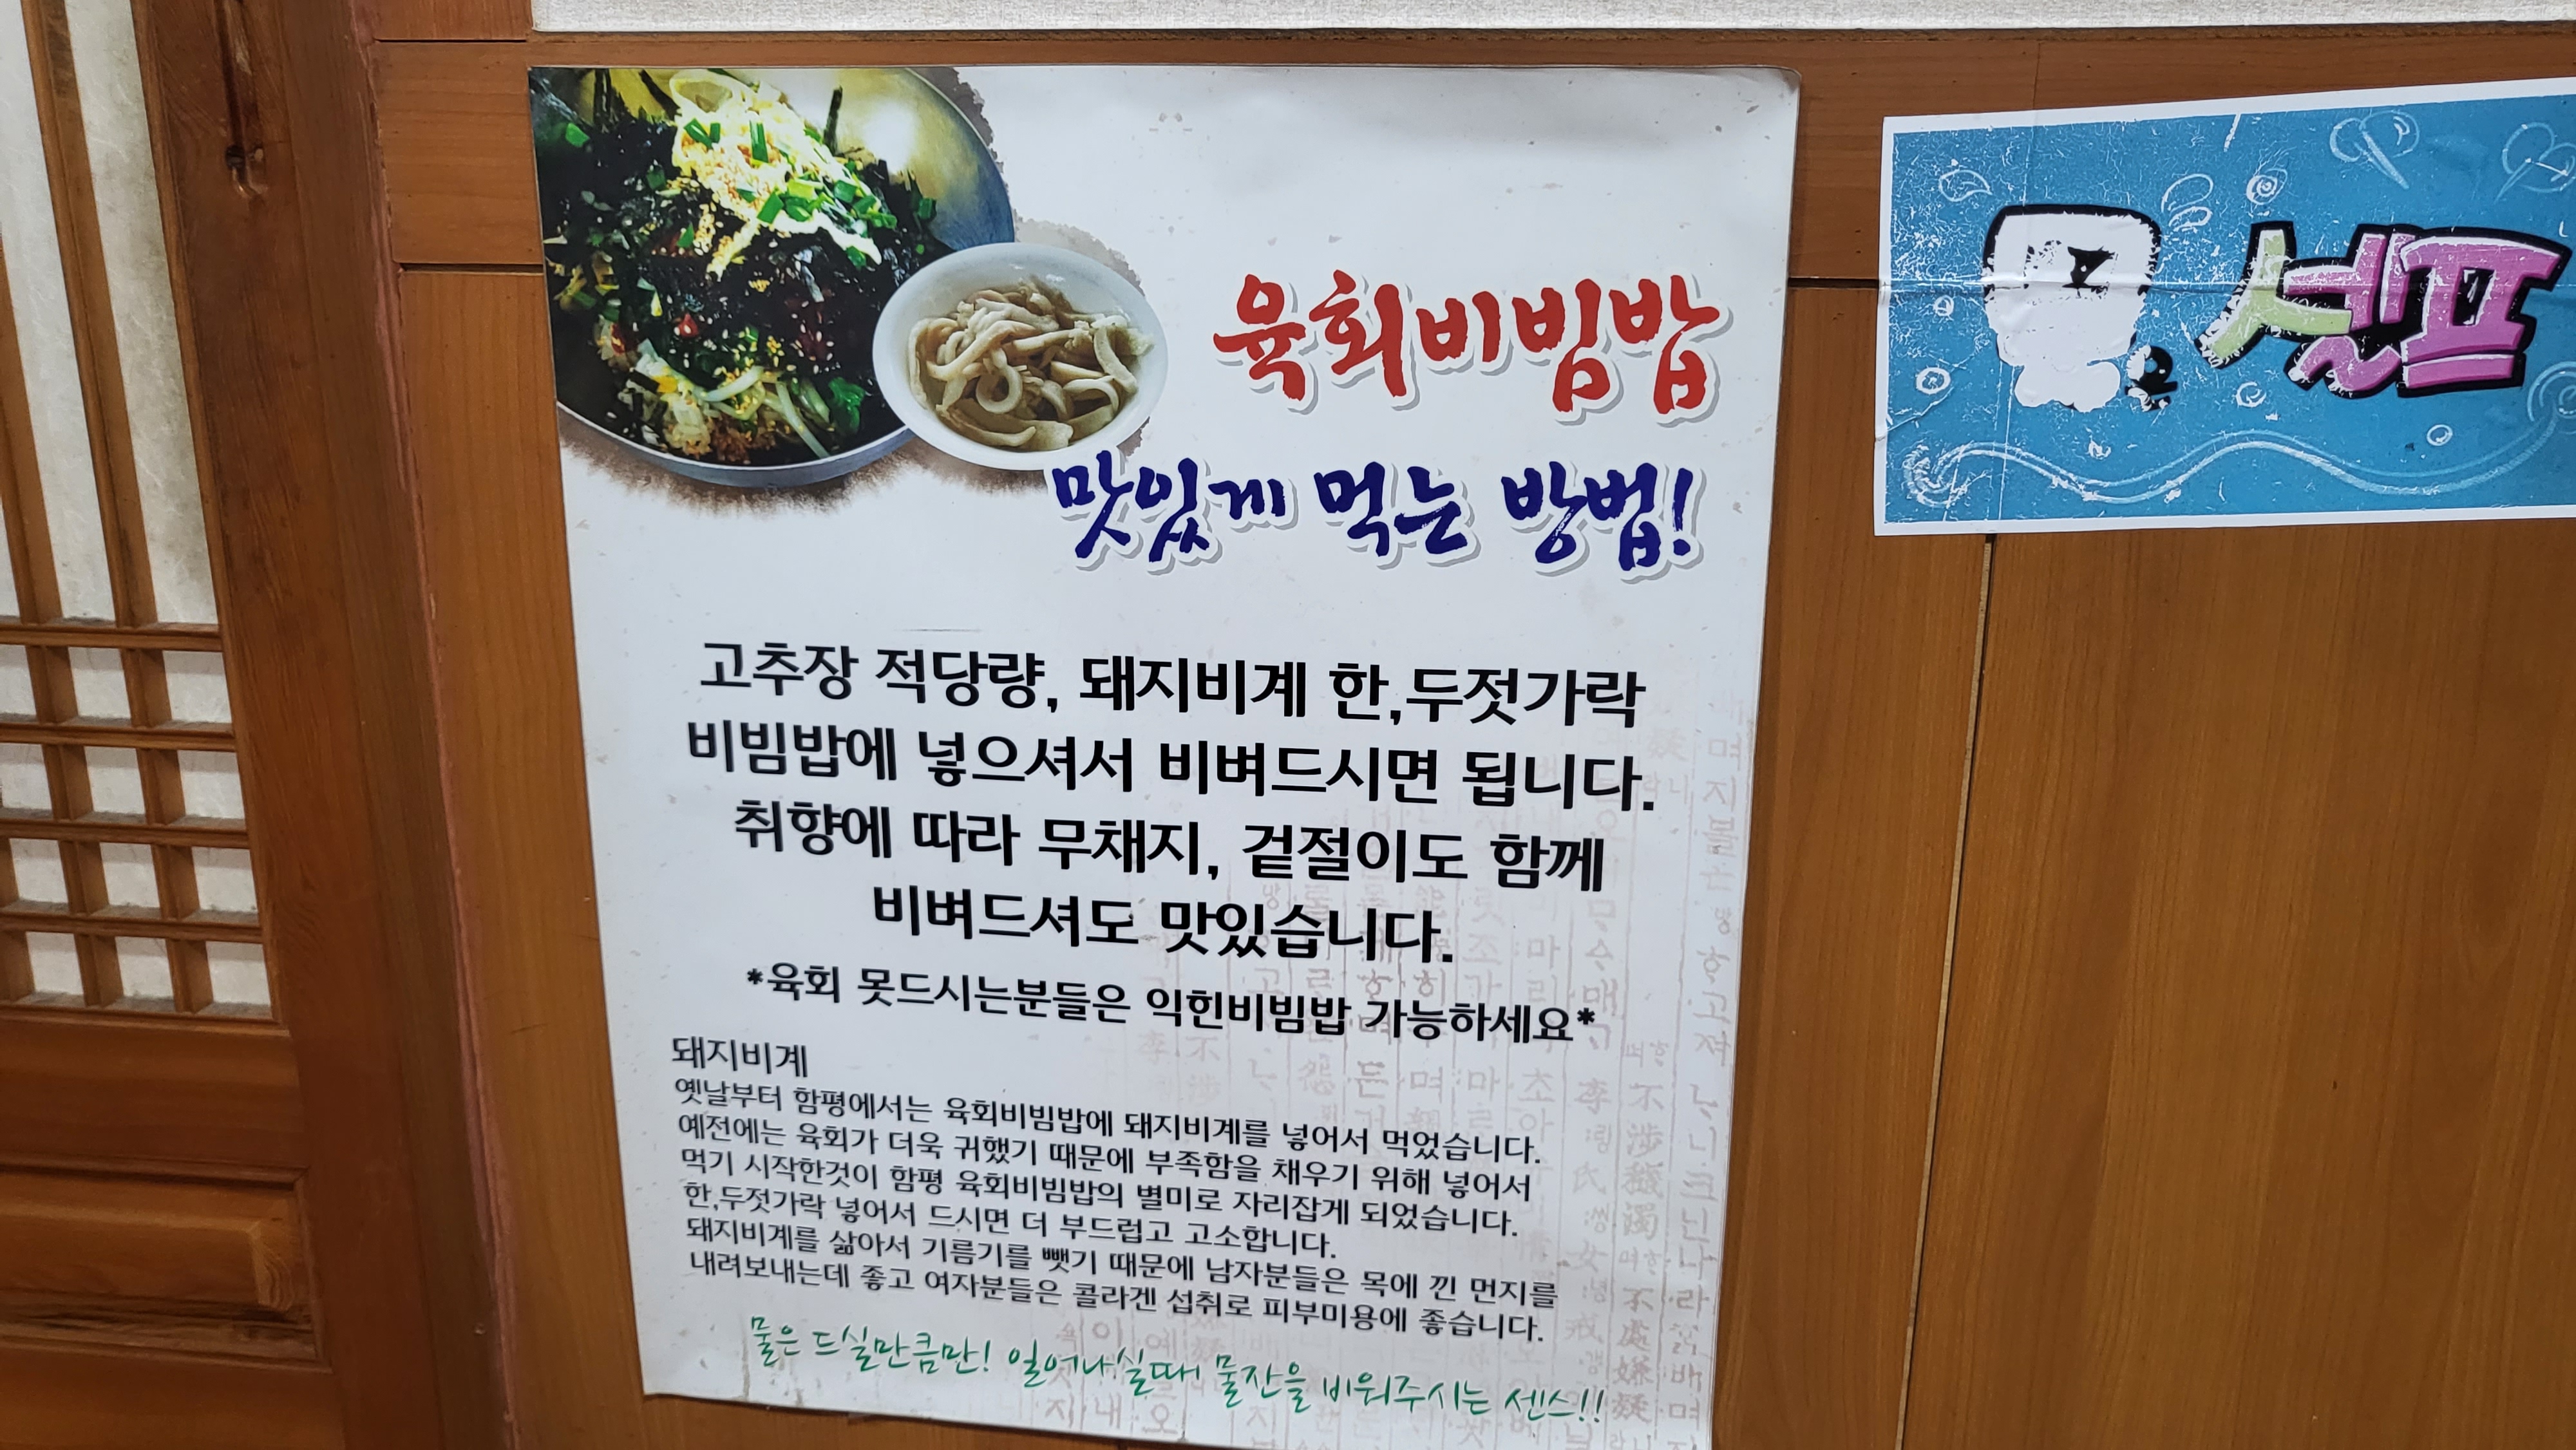 육회비빔밥
맛있게 먹는 방법!
고추장 적당량, 돼지비계 한,두젓가락
비빔밥에 넣으셔서 비벼드시면 됩니다.
취향에 따라 무채지, 겉절이도 함께
비벼드셔도 맛있습니다.
*육회 못드시는분들은 익힌비빔밥 가능하세요*
돼지비계
옛날부터 함평에서는 육회비빔밥에 돼지비계를 넣어서 먹었습니다.
예전에는 육회가 더욱 귀했기 때문에 부족함을 채우기 위해 넣어서
먹기 시작한것이 함평 육회비빔밥의 별미로 자리잡게 되었습니다.
한,두젓가락 넣어서 드시면 더 부드럽고 고소합니다.
돼지비계를 삶아서 기름기를 뺏기 때문에 남자분들은 목에 낀 먼지를
내려보내는데 좋고 여자분들은 콜라겐 섭취로 피부미용에 좋습니다.
물은 드실만큼만! 일어나실때 물잔을 비워주시는 센스!!
셀프